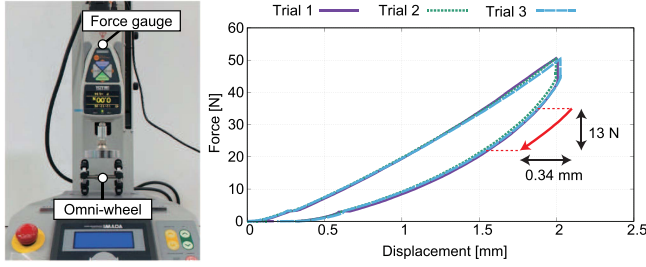 Force gauge
Omni-wheel
IMADA
Trial 1
Trial 2
Trial 3
Force [N]
60
50
40
30
20
10
0
0
0.5
1
1.5
2
2.5
Displacement [mm]
13 N
0.34 mm